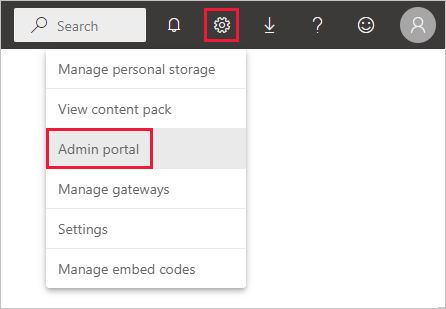 Search
Manage personal storage
View content pack
Admin portal
Manage gateways
Settings
Manage embed codes